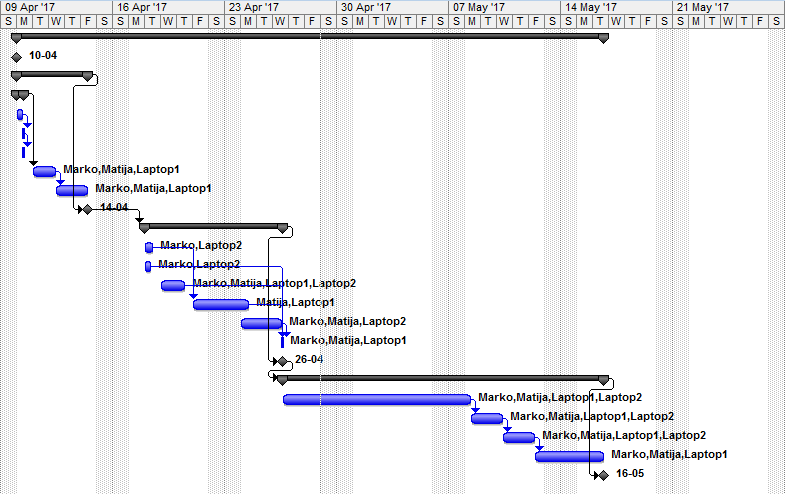 09 Apr '17 16 Apr '17 23 Apr '17 30 Apr '17 07 May '17 14 May '17 21 May '17
S M T W T F S S M T W T F S S M T W T F S S M T W T F S S M T W T F S S M T W T F S S M T W T F S
10-04
Marko,Matija,Laptop1
Marko,Matija,Laptop1
14-04
Marko,Laptop2
Marko,Laptop2
Marko,Matija,Laptop1,Laptop2
Matija,Laptop1
Marko,Matija,Laptop2
Marko,Matija,Laptop1
26-04
Marko,Matija,Laptop1,Laptop2
Marko,Matija,Laptop1,Laptop2
Marko,Matija,Laptop1,Laptop2
Marko,Matija,Laptop1
16-05